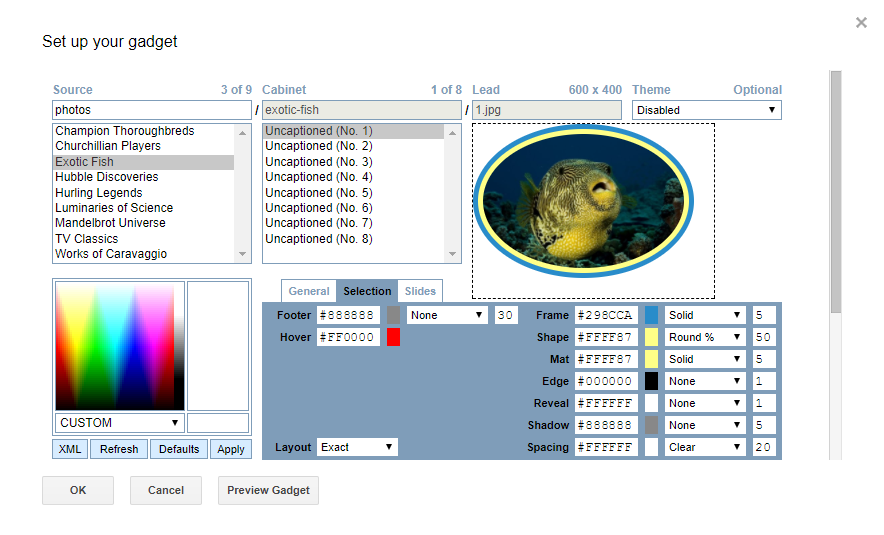 ×
Set up your gadget
Source 3 of 9 Cabinet 1 of 8 Lead 600 x 400 Theme Optional
photos / exotic-fish / 1.jpg Disabled
Champion Thoroughbreds
Churchillian Players
Exotic Fish
Hubble Discoveries
Hurling Legends
Luminaries of Science
Mandelbrot Universe
TV Classics
Works of Caravaggio
Uncaptioned (No. 1)
Uncaptioned (No. 2)
Uncaptioned (No. 3)
Uncaptioned (No. 4)
Uncaptioned (No. 5)
Uncaptioned (No. 6)
Uncaptioned (No. 7)
Uncaptioned (No. 8)
General Selection Slides
Footer #888888 None 30 Frame #298CCA Solid 5
Hover #FF0000 Shape #FFFF87 Round % 50
Mat #FFFF87 Solid 5
Edge #000000 None 1
Reveal #FFFFFF None 1
Shadow #888888 None 5
Layout Exact Spacing #FFFFFF Clear 20
CUSTOM
XML Refresh Defaults Apply
OK Cancel Preview Gadget